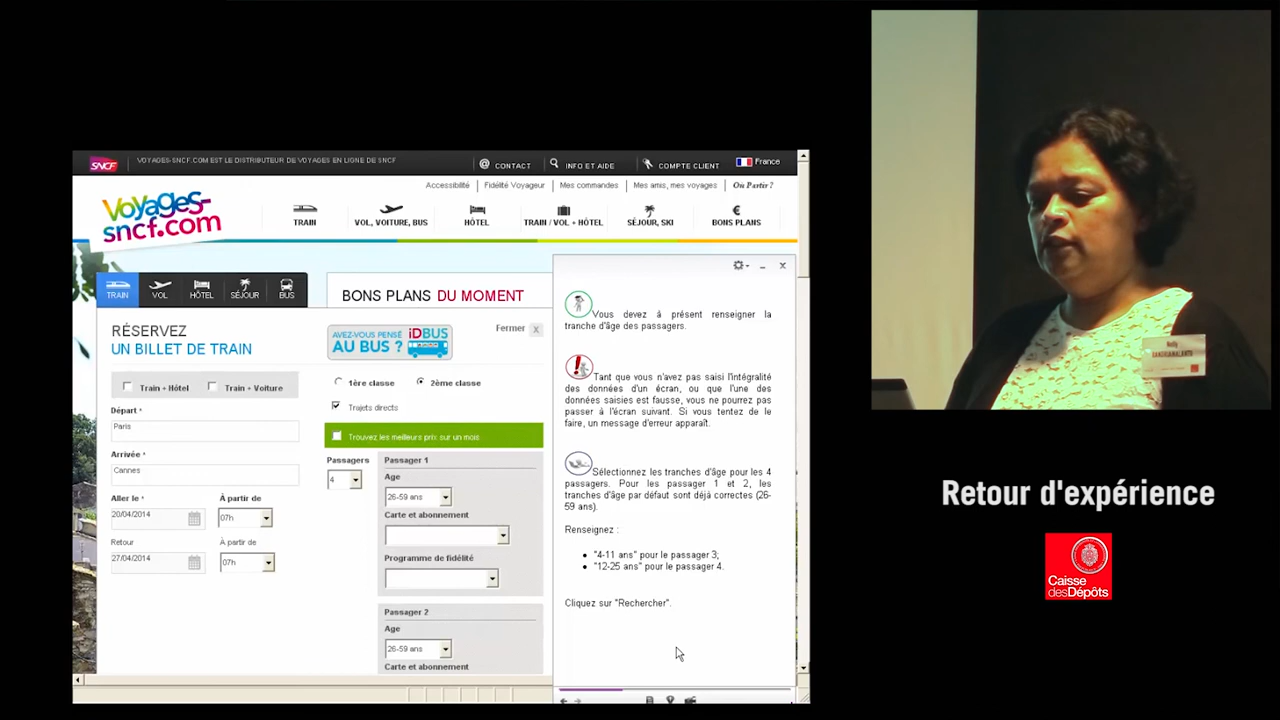 SNCF
VOYAGES-SNCF.COM EST LE DISTRIBUTEUR DE VOYAGES EN LIGNE DE SNCF
CONTACT
INFO ET AIDE
COMPTE CLIENT
France
Accessibilité
Fidélité Voyageur
Mes commandes
Mes amis, mes voyages
Où Partir ?
Voyages-
sncf.com
TRAIN
VOL, VOITURE, BUS
HÔTEL
TRAIN / VOL + HÔTEL
SÉJOUR, SKI
€
BONS PLANS
TRAIN
VOL
HÔTEL
SÉJOUR
BUS
BONS PLANS DU MOMENT
RÉSERVEZ
UN BILLET DE TRAIN
AVEZ-VOUS PENSÉ
AU BUS ?
iDBUS
Fermer X
Train + Hôtel
Train + Voiture
1ère classe
2ème classe
Trajets directs
Départ *
Paris
Trouvez les meilleurs prix sur un mois
Arrivée *
Cannes
Passagers
4
Passager 1
Age
26-59 ans
Carte et abonnement
Programme de fidélité
Aller le *
À partir de
20/04/2014
07h
Retour
À partir de
27/04/2014
07h
Passager 2
Age
26-59 ans
Carte et abonnement
Vous devez à présent renseigner la
tranche d'âge des passagers.
Tant que vous n'avez pas saisi l'intégralité
des données d'un écran, ou que l'une des
données saisies est fausse, vous ne pourrez pas
passer à l'écran suivant. Si vous tentez de le
faire, un message d'erreur apparaît.
Sélectionnez les tranches d'âge pour les 4
passagers. Pour les passager 1 et 2, les
tranches d'âge par défaut sont déjà correctes (26-
59 ans).
Renseignez :
• "4-11 ans" pour le passager 3;
• "12-25 ans" pour le passager 4.
Cliquez sur "Rechercher".
Retour d'expérience
Caisse
desDépôts